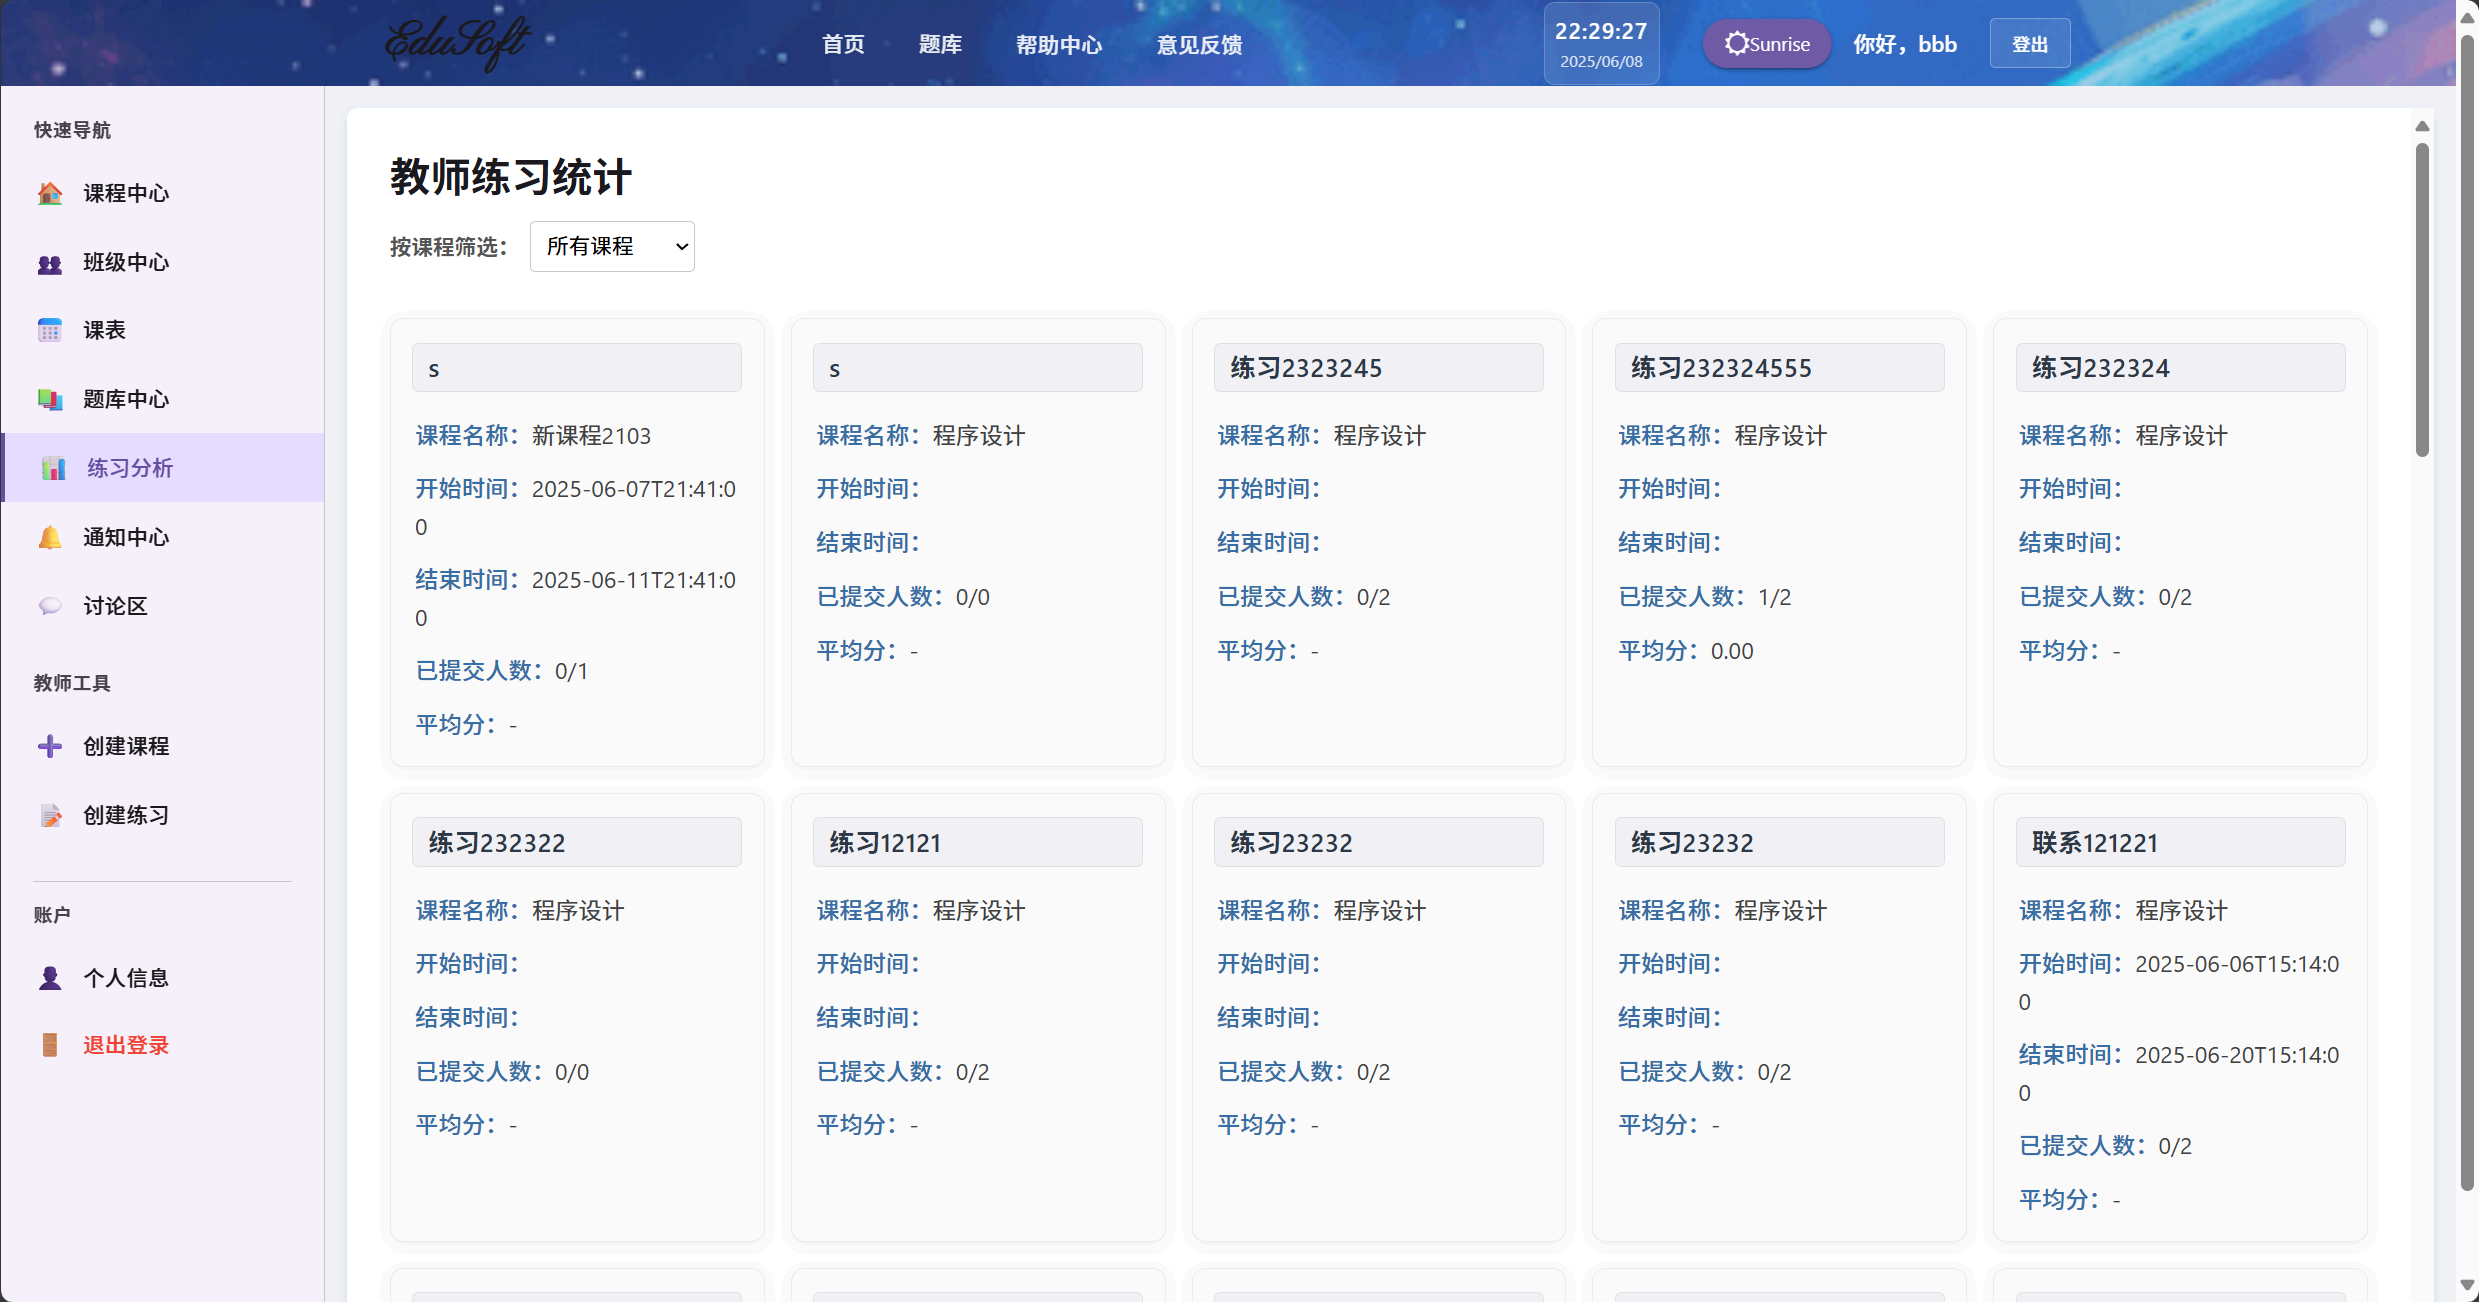 EduSoft
首页
题库
帮助中心
意见反馈
22:29:27
2025/06/08
Sunrise
你好，bbb
登出
快速导航
课程中心
班级中心
课表
题库中心
练习分析
通知中心
讨论区
教师工具
创建课程
创建练习
账户
个人信息
退出登录
教师练习统计
按课程筛选：
所有课程
s
课程名称：新课程2103
开始时间：2025-06-07T21:41:0
0
结束时间：2025-06-11T21:41:0
0
已提交人数：0/1
平均分：-
s
课程名称：程序设计
开始时间：
结束时间：
已提交人数：0/0
平均分：-
练习2323245
课程名称：程序设计
开始时间：
结束时间：
已提交人数：0/2
平均分：-
练习232324555
课程名称：程序设计
开始时间：
结束时间：
已提交人数：1/2
平均分：0.00
练习232324
课程名称：程序设计
开始时间：
结束时间：
已提交人数：0/2
平均分：-
练习232322
课程名称：程序设计
开始时间：
结束时间：
已提交人数：0/0
平均分：-
练习12121
课程名称：程序设计
开始时间：
结束时间：
已提交人数：0/2
平均分：-
练习23232
课程名称：程序设计
开始时间：
结束时间：
已提交人数：0/2
平均分：-
练习23232
课程名称：程序设计
开始时间：
结束时间：
已提交人数：0/2
平均分：-
联系121221
课程名称：程序设计
开始时间：2025-06-06T15:14:0
0
结束时间：2025-06-20T15:14:0
0
已提交人数：0/2
平均分：-